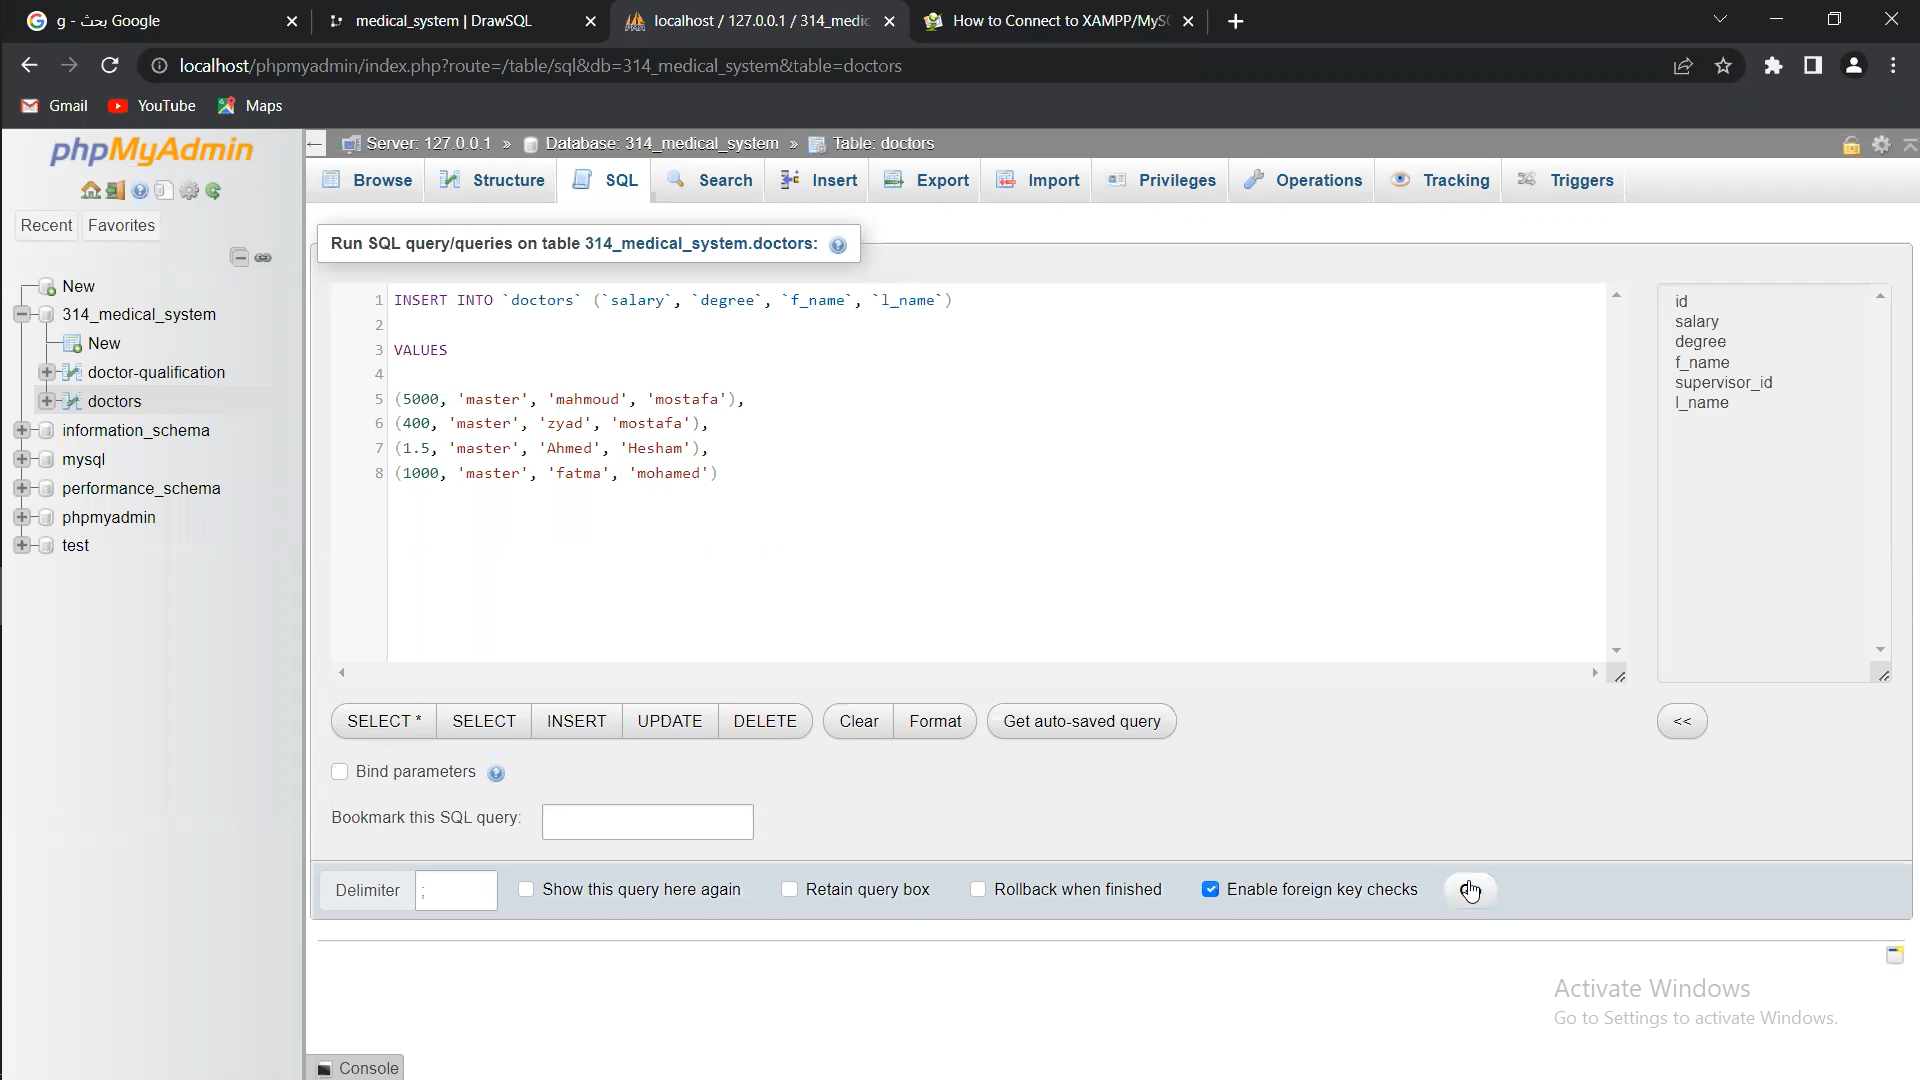 g - بحث Google
medical_system | DrawSQL
localhost / 127.0.0.1 / 314_medic
How to Connect to XAMPP/MyS
localhost/phpmyadmin/index.php?route=/table/sql&db=314_medical_system&table=doctors
Gmail
YouTube
Maps
phpMyAdmin
Recent
Favorites
New
314_medical_system
New
doctor-qualification
doctors
information_schema
mysql
performance_schema
phpmyadmin
test
Server: 127.0.0.1 » Database: 314_medical_system » Table: doctors
Browse
Structure
SQL
Search
Insert
Export
Import
Privileges
Operations
Tracking
Triggers
Run SQL query/queries on table 314_medical_system.doctors:
1 INSERT INTO `doctors` (`salary`, `degree`, `f_name`, `l_name`)
2
3 VALUES
4
5 (5000, 'master', 'mahmoud', 'mostafa'),
6 (400, 'master', 'zyad', 'mostafa'),
7 (1.5, 'master', 'Ahmed', 'Hesham'),
8 (1000, 'master', 'fatma', 'mohamed')
id
salary
degree
f_name
supervisor_id
l_name
SELECT *
SELECT
INSERT
UPDATE
DELETE
Clear
Format
Get auto-saved query
<<
Bind parameters
Bookmark this SQL query:
Delimiter
;
Show this query here again
Retain query box
Rollback when finished
Enable foreign key checks
Activate Windows
Go to Settings to activate Windows.
Console